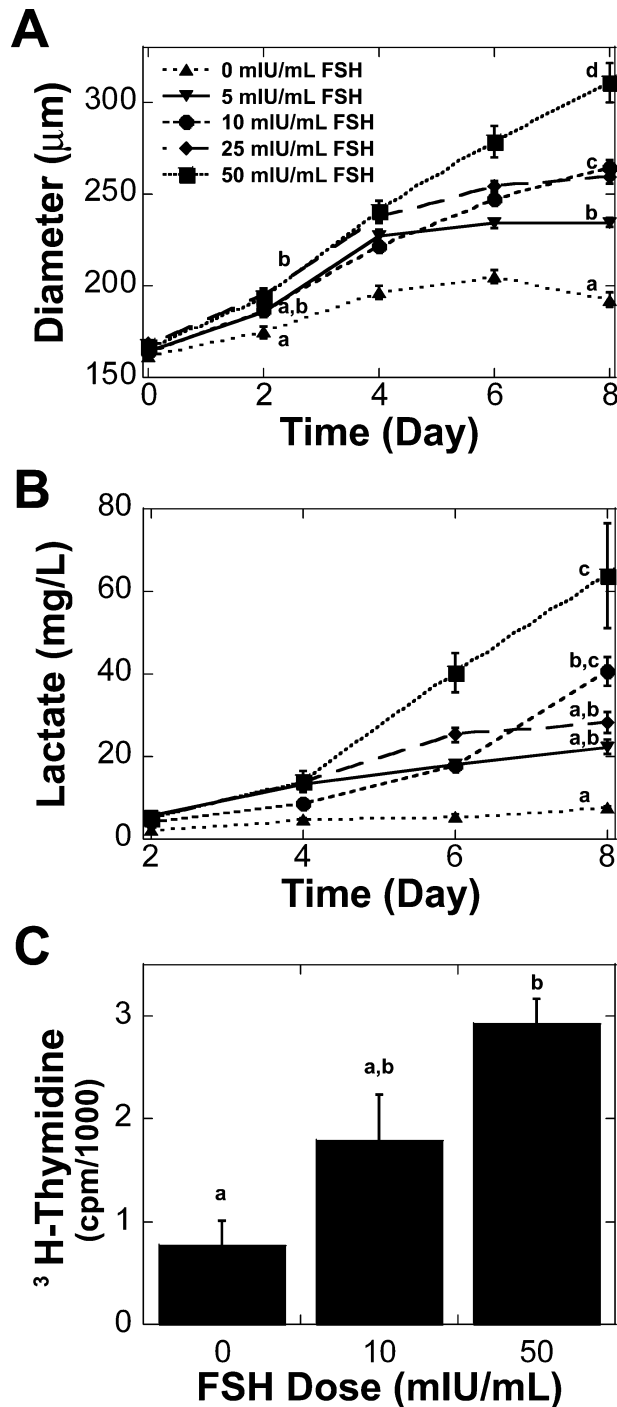 A
Diameter (μm)
300
250
200
150
0 mIU/mL FSH
5 mIU/mL FSH
10 mIU/mL FSH
25 mIU/mL FSH
50 mIU/mL FSH
d
c
b
a
b
a,b
a
0 2 4 6 8
Time (Day)
B
Lactate (mg/L)
80
60
40
20
0
c
b,c
a,b
a,b
a
2 4 6 8
Time (Day)
C
³ H-Thymidine
(cpm/1000)
3
2
1
0
a
a,b
b
0 10 50
FSH Dose (mIU/mL)